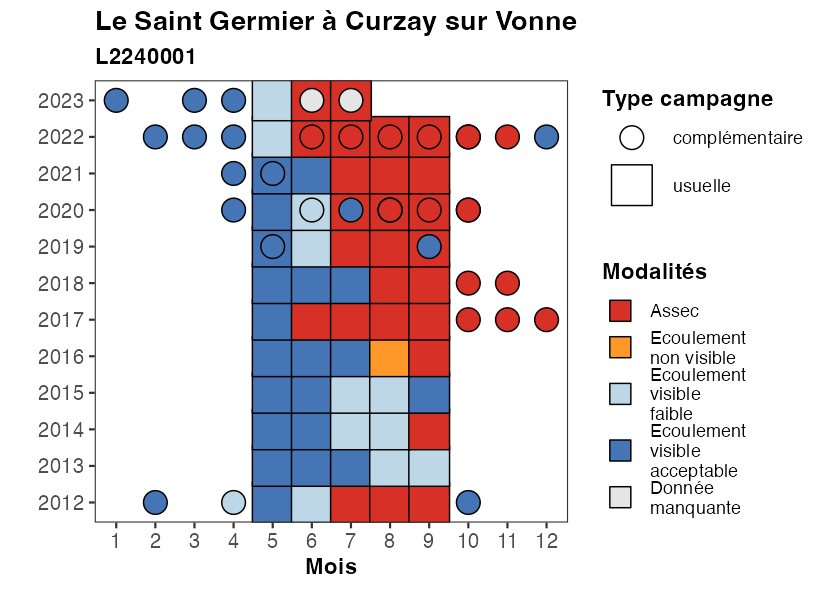 Le Saint Germier à Curzay sur Vonne
L2240001
2023
2022
2021
2020
2019
2018
2017
2016
2015
2014
2013
2012
1 2 3 4 5 6 7 8 9 10 11 12
Mois
Type campagne
complémentaire
usuelle
Modalités
Assec
Ecoulement
non visible
Ecoulement
visible
faible
Ecoulement
visible
acceptable
Donnée
manquante